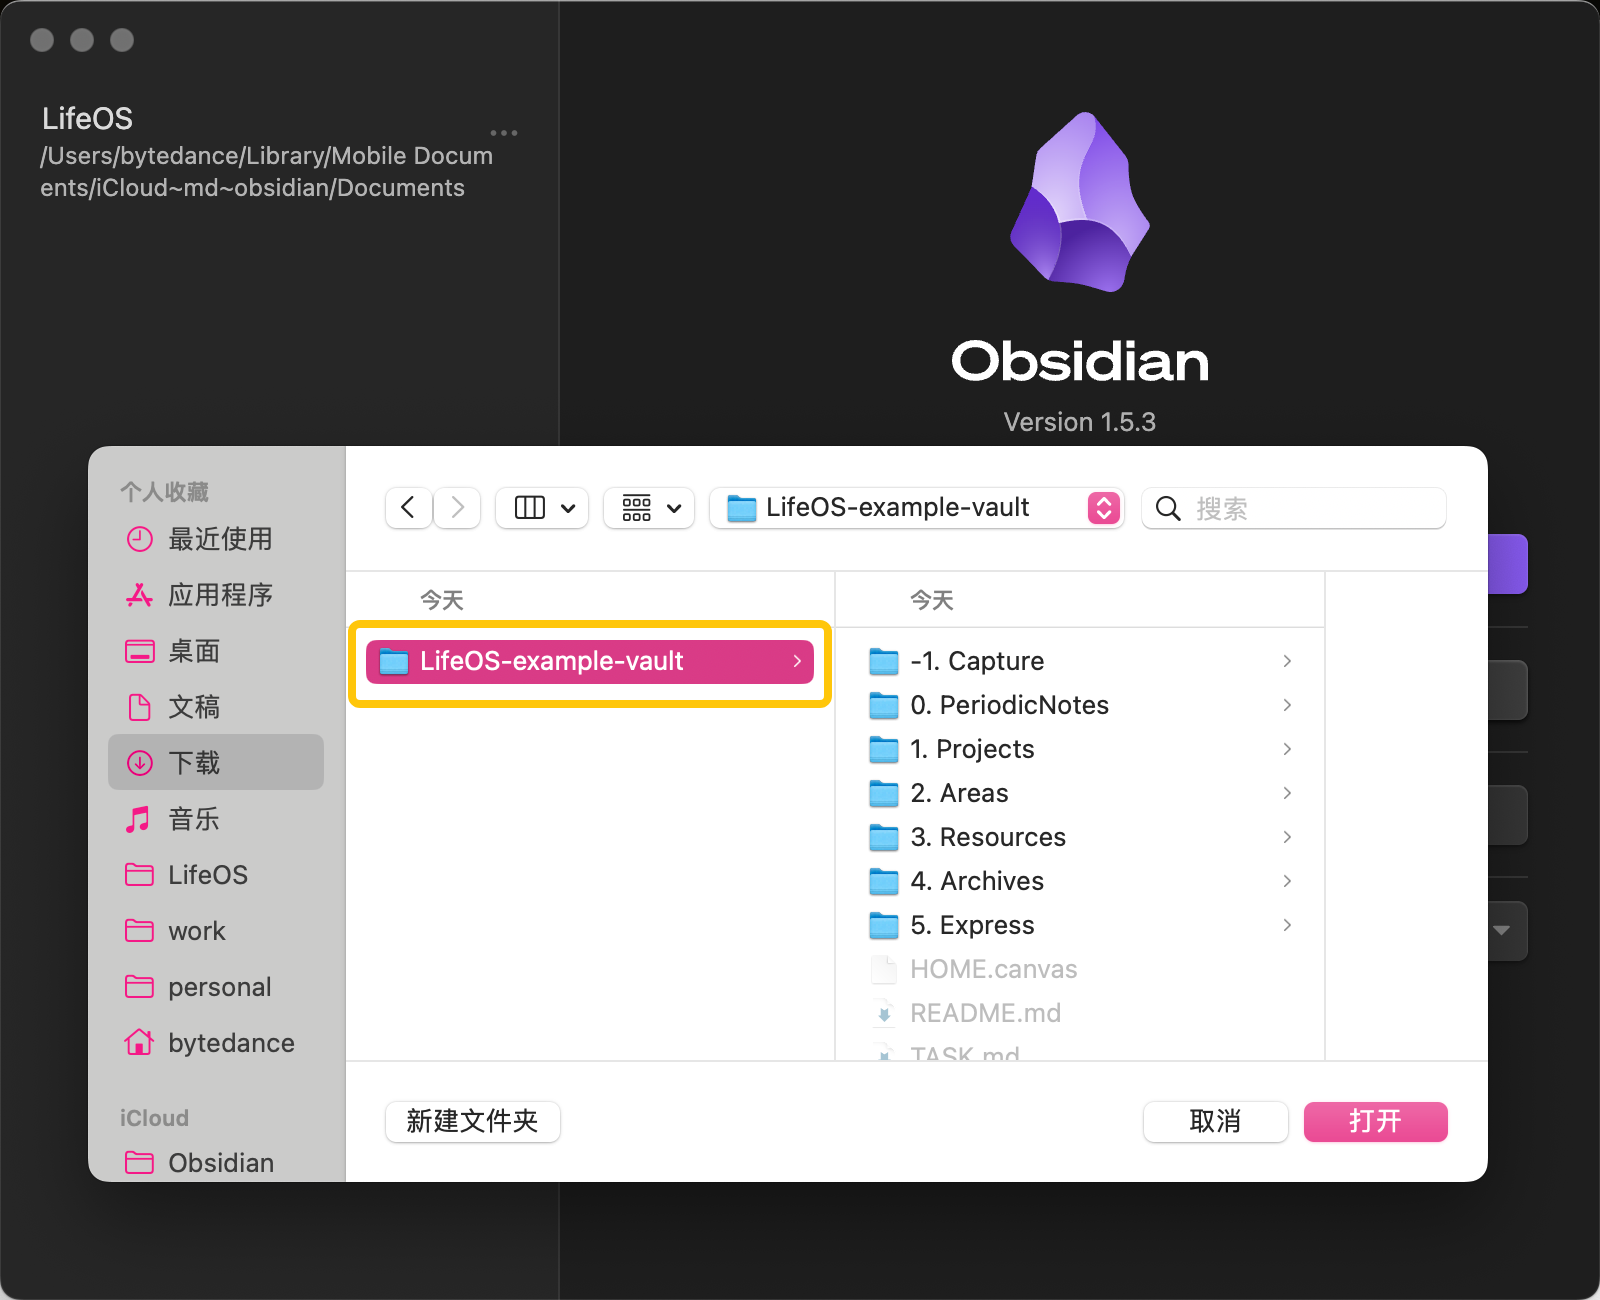 LifeOS
/Users/bytedance/Library/Mobile Docum
ents/iCloud~md~obsidian/Documents
Obsidian
Version 1.5.3
个人收藏
最近使用
应用程序
桌面
文稿
下载
音乐
LifeOS
work
personal
bytedance
iCloud
Obsidian
LifeOS-example-vault
搜索
今天
LifeOS-example-vault
今天
-1. Capture
0. PeriodicNotes
1. Projects
2. Areas
3. Resources
4. Archives
5. Express
HOME.canvas
README.md
TASK.md
新建文件夹
取消
打开